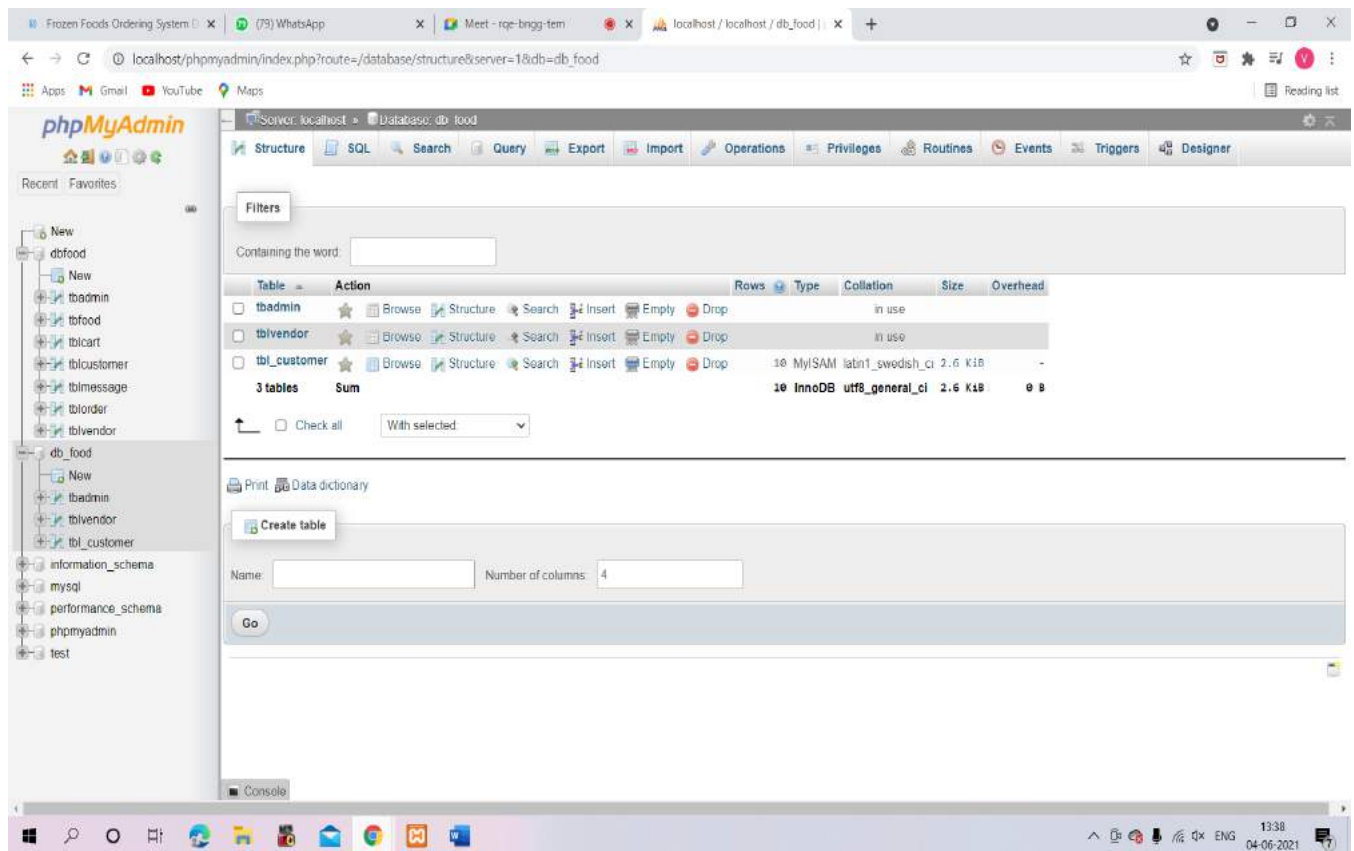 Frozen Foods Ordering System D
(79) WhatsApp
Meet - rqe-bngg-tem
localhost / localhost / db_food | p
localhost/phpmyadmin/index.php?route=/database/structure&server=1&db=db_food
V
Apps Gmail YouTube Maps Reading list
phpMyAdmin
Recent Favorites
New
dbfood
New
tbadmin
tbfood
tblcart
tblcustomer
tblmessage
tblorder
tblvendor
db_food
New
tbadmin
tblvendor
tbl_customer
information_schema
mysql
performance_schema
phpmyadmin
test
Server: localhost » Database: db_food
Structure SQL Search Query Export Import Operations Privileges Routines Events Triggers Designer
Filters
Containing the word:
Table Action Rows Type Collation Size Overhead
tbadmin Browse Structure Search Insert Empty Drop in use
tblvendor Browse Structure Search Insert Empty Drop in use
tbl_customer Browse Structure Search Insert Empty Drop 10 MyISAM latin1_swedish_ci 2.6 KiB -
3 tables Sum 10 InnoDB utf8_general_ci 2.6 KiB 0 B
Check all With selected:
Print Data dictionary
Create table
Name: Number of columns: 4
Go
Console
ENG 13:38
04-06-2021